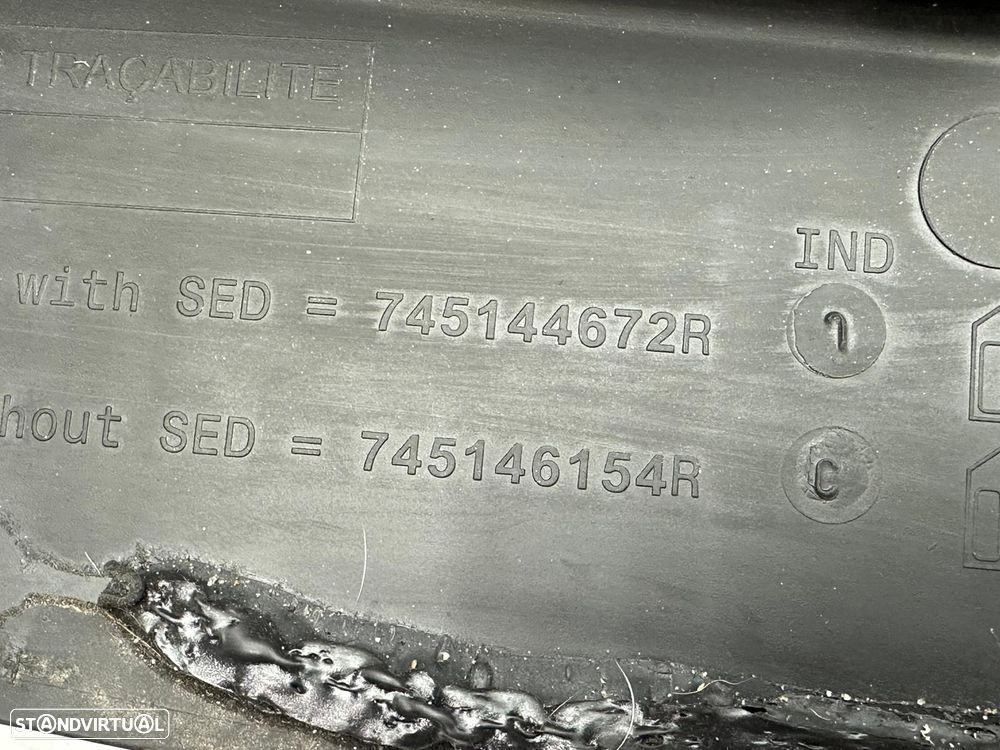 TRAÇABILITE
IND
with SED = 745144672R
hout SED = 745146154R C
STANDVIRTUAL